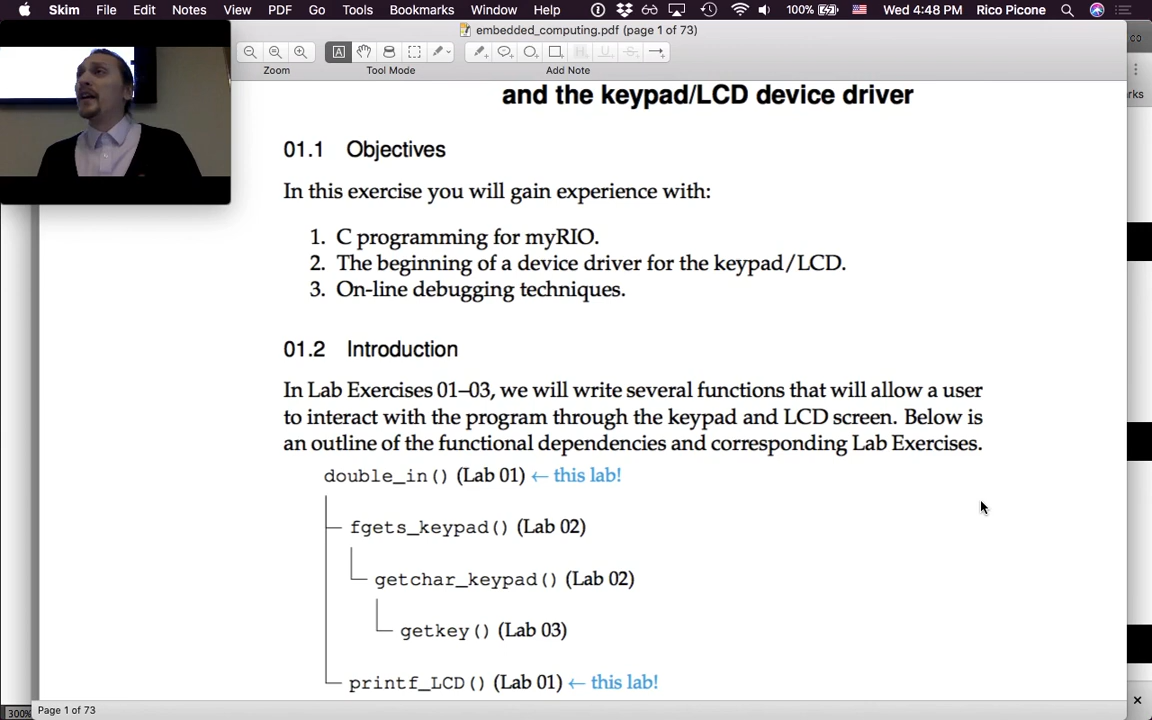 Skim File Edit View Notes PDF Go Tools Bookmarks Window Help 100% Wed 4:48 PM Rico Picone
embedded_computing.pdf (page 1 of 73)
Zoom Tool Mode Add Note
and the keypad/LCD device driver
rks
01.1 Objectives
In this exercise you will gain experience with:
1. C programming for myRIO.
2. The beginning of a device driver for the keypad/LCD.
3. On-line debugging techniques.
01.2 Introduction
In Lab Exercises 01–03, we will write several functions that will allow a user
to interact with the program through the keypad and LCD screen. Below is
an outline of the functional dependencies and corresponding Lab Exercises.
double_in() (Lab 01) ← this lab!
fgets_keypad() (Lab 02)
getchar_keypad() (Lab 02)
getkey() (Lab 03)
printf_LCD() (Lab 01) ← this lab!
300% Page 1 of 73